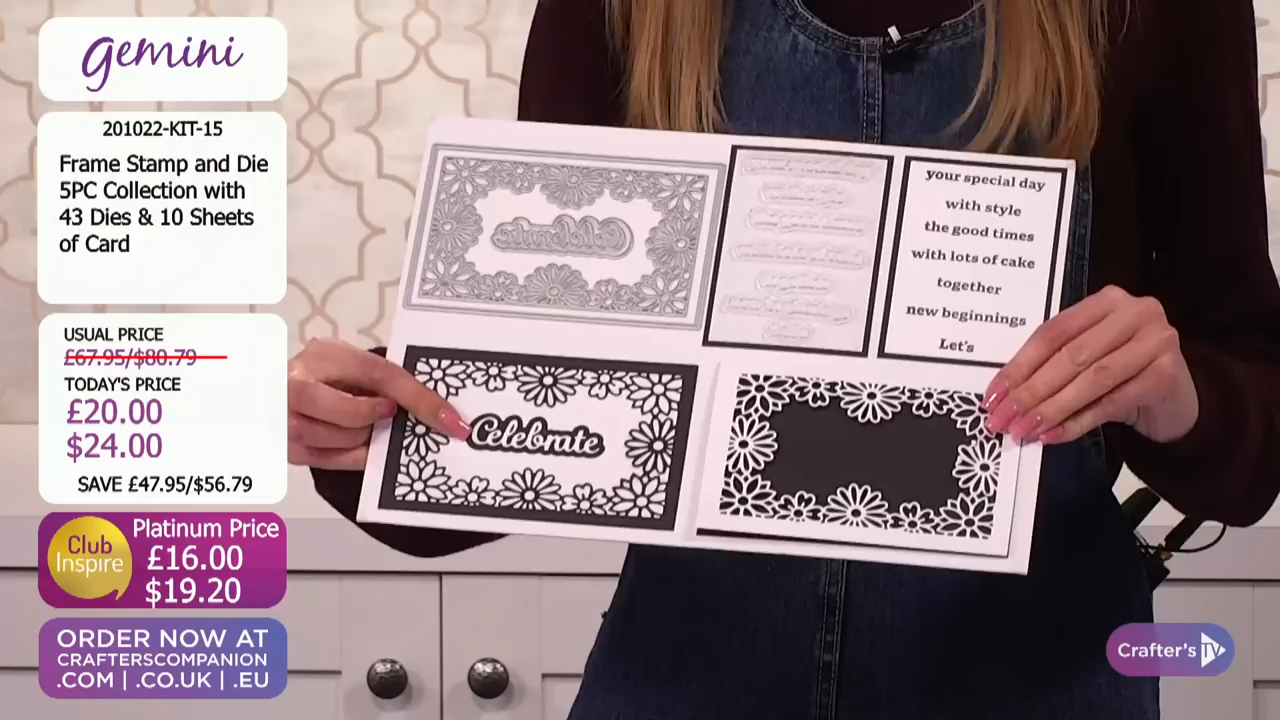 gemini
201022-KIT-15
Frame Stamp and Die
5PC Collection with
43 Dies & 10 Sheets
of Card
USUAL PRICE
£67.95/$80.79
TODAY'S PRICE
£20.00
$24.00
SAVE £47.95/$56.79
Club
Inspire
Platinum Price
£16.00
$19.20
ORDER NOW AT
CRAFTERSCOMPANION
.COM | .CO.UK | .EU
your special day
with style
the good times
with lots of cake
together
new beginnings
Let's
Celebrate
Crafter's TV